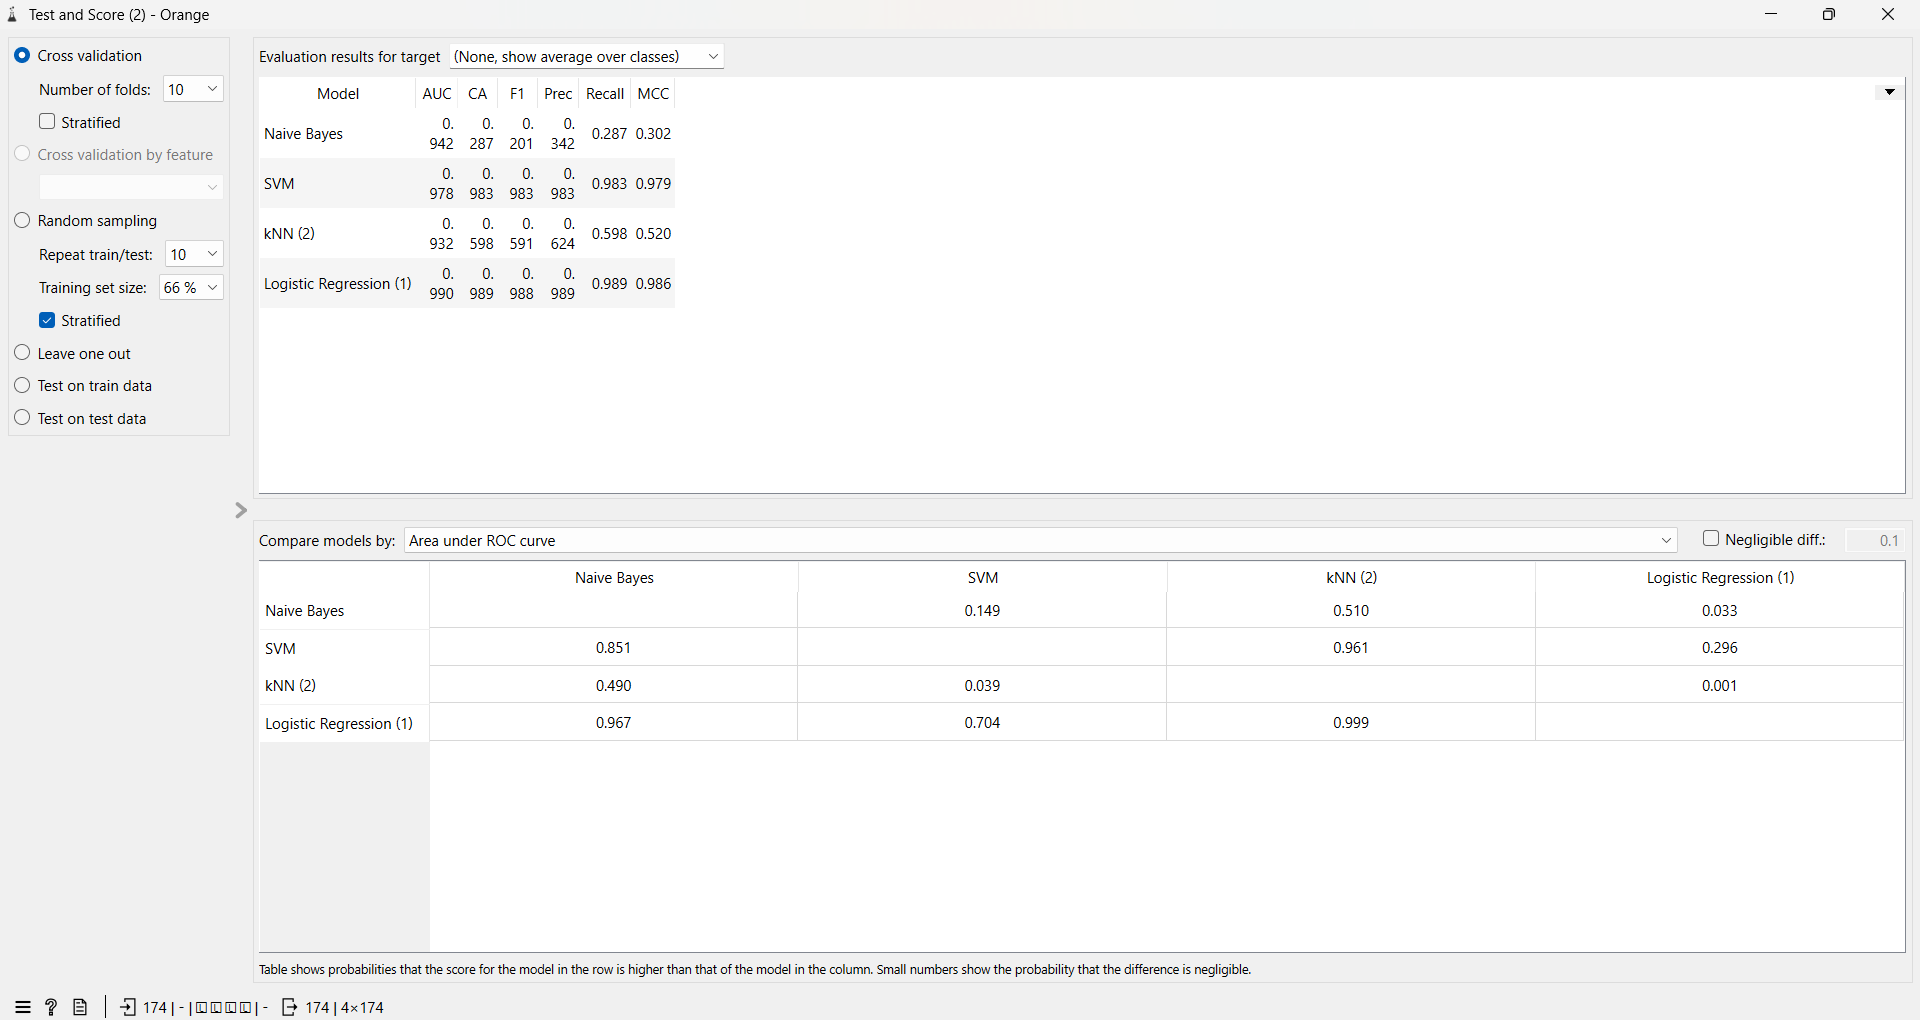 Test and Score (2) - Orange
Cross validation
Number of folds: 10
Stratified
Cross validation by feature
Random sampling
Repeat train/test: 10
Training set size: 66 %
Stratified
Leave one out
Test on train data
Test on test data
Evaluation results for target (None, show average over classes)
Model AUC CA F1 Prec Recall MCC
Naive Bayes 0.942 0.287 0.201 0.342 0.287 0.302
SVM 0.978 0.983 0.983 0.983 0.983 0.979
kNN (2) 0.932 0.598 0.591 0.624 0.598 0.520
Logistic Regression (1) 0.990 0.989 0.988 0.989 0.989 0.986
Compare models by: Area under ROC curve Negligible diff.: 0.1
Naive Bayes SVM kNN (2) Logistic Regression (1)
Naive Bayes 0.149 0.510 0.033
SVM 0.851 0.961 0.296
kNN (2) 0.490 0.039 0.001
Logistic Regression (1) 0.967 0.704 0.999
Table shows probabilities that the score for the model in the row is higher than that of the model in the column. Small numbers show the probability that the difference is negligible.
174 | - | | - 174 | 4×174